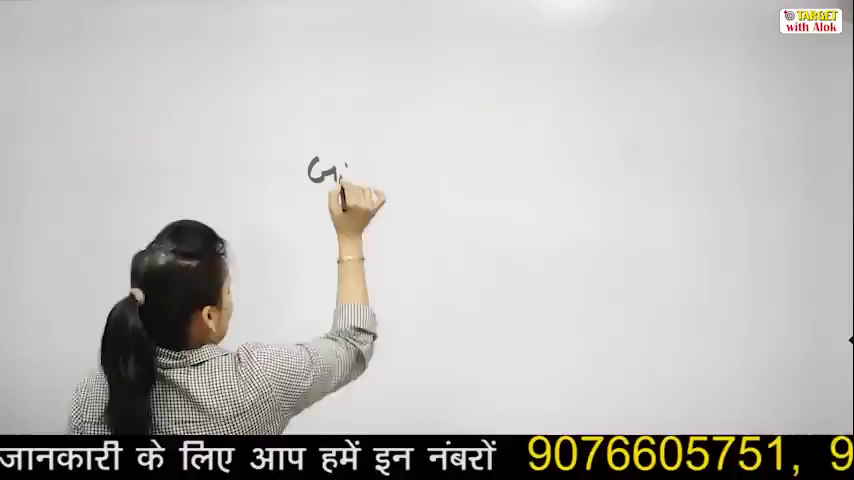 TARGET
with Alok
जानकारी के लिए आप हमें इन नंबरों 9076605751, 9